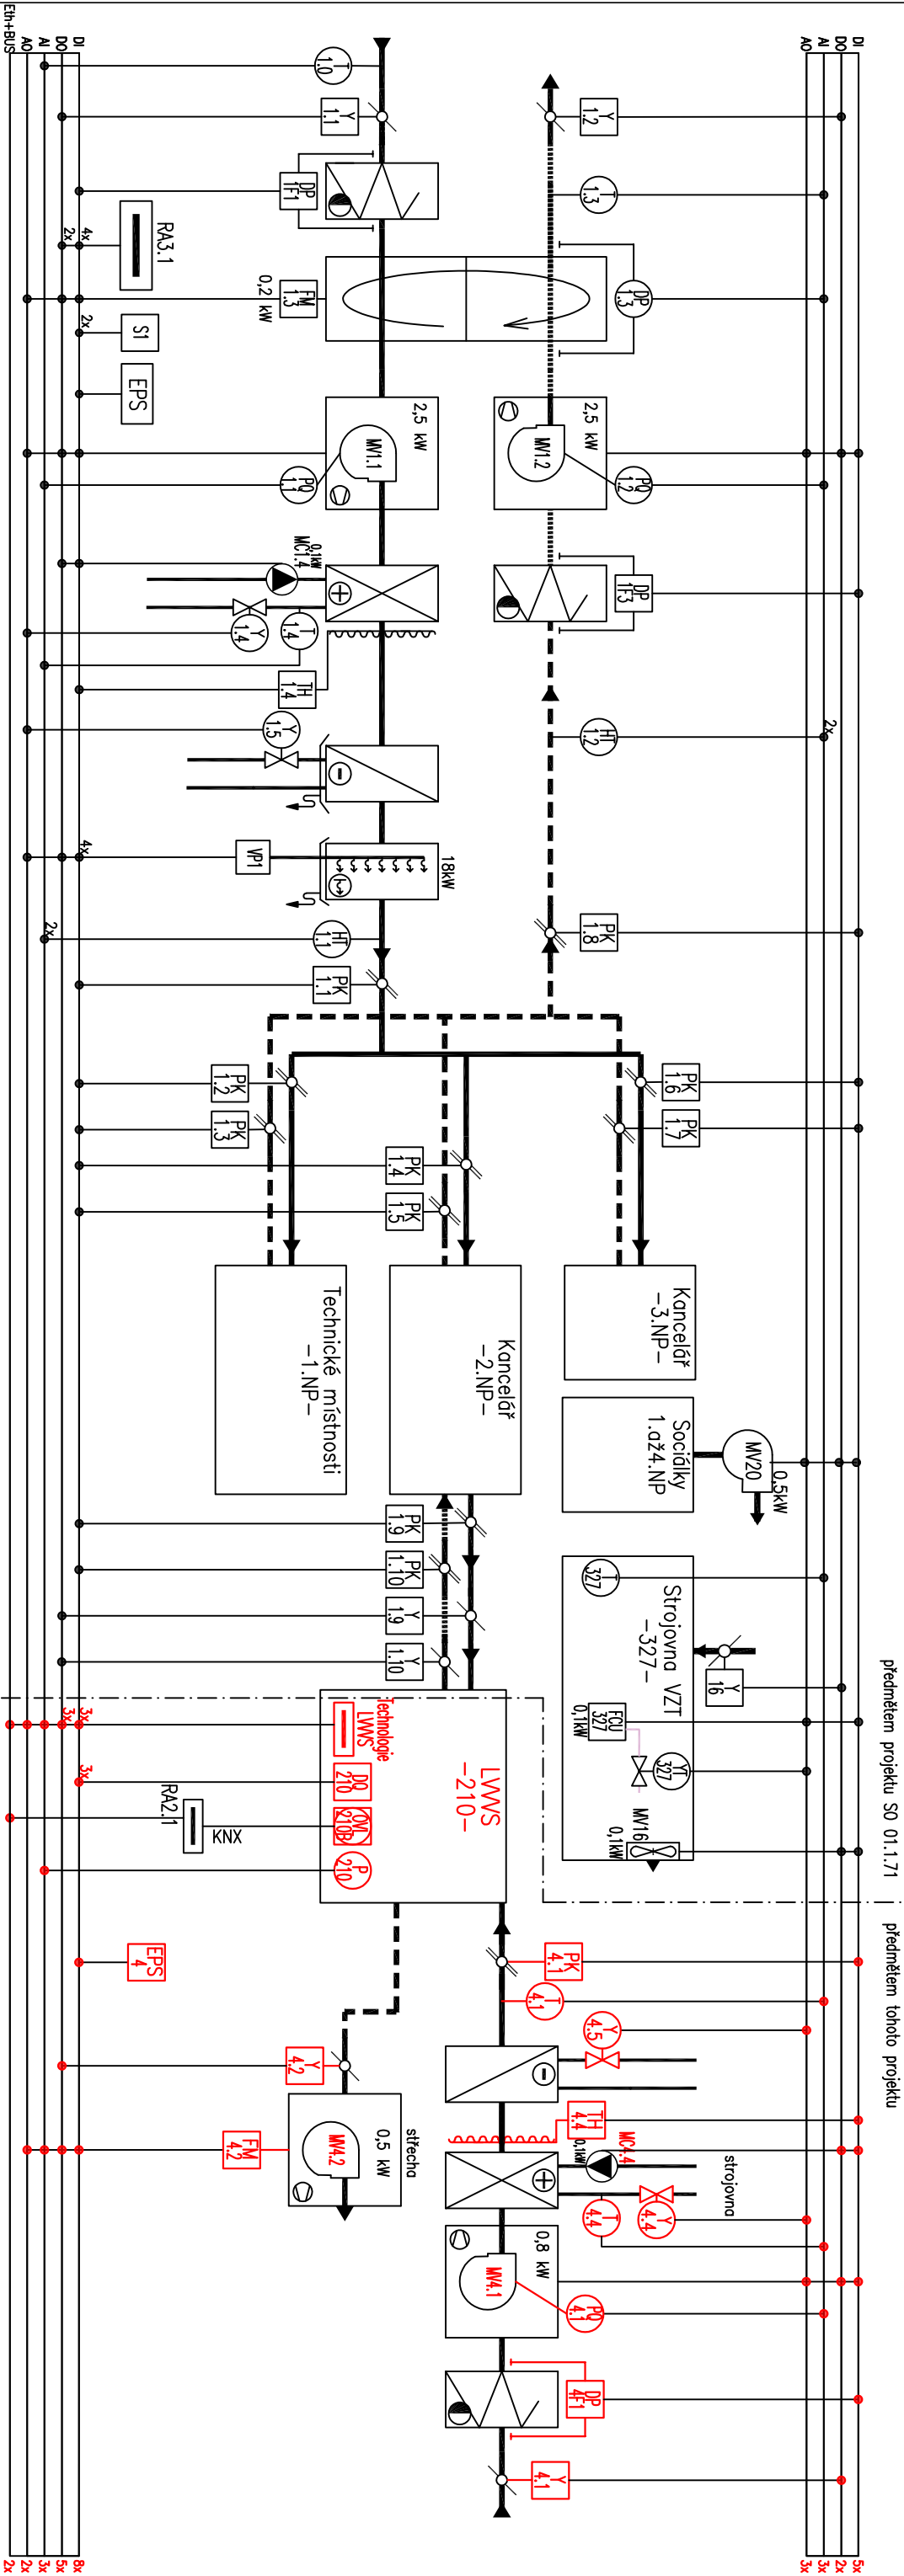 předmětem projektu SO 01.1.71
předmětem tohoto projektu
DI
DO
AI
AO
5x
2x
3x
3x
Y
1.2
T
1.3
DP
1.3
2,5 kW
MV1.2
PQ
1.2
DP
1F3
HT
1.2
2x
PK
1.8
PK
1.6
PK
1.7
Kancelář
-3.NP-
Sociálky
1.až4.NP
MV20
0,5kW
Strojovna VZT
-327-
T
327
Y
16
FCU
327
0,1kW
YT
327
MV16
0,1kW
PK
4.1
T
4.1
Y
4.5
TH
4.4
MC4.4
0,1kW
strojovna
T
4.4
Y
4.4
0,8 kW
MV4.1
PQ
4.1
DP
4F1
Y
4.1
T
1.0
Y
1.1
DP
1F1
RA3.1
4x
2x
FM
1.3
0,2 kW
S1
2x
EPS
2,5 kW
MV1.1
PQ
1.1
0,1kW
MČ1.4
Y
1.4
T
1.4
TH
1.4
Y
1.5
VP1
4x
18kW
HT
1.1
2x
PK
1.1
PK
1.2
PK
1.3
PK
1.4
PK
1.5
Technické místnosti
-1.NP-
Kancelář
-2.NP-
PK
1.9
PK
1.10
Y
1.9
Y
1.10
LWVS
-210-
Technologie
LWVS
3x
3x
DQ
210
3x
OVL
210R
P
210
RA2.1
KNX
EPS
4
Y
4.2
FM
4.2
střecha
0,5 kW
MV4.2
DI
DO
AI
AO
Eth+BUS
8x
5x
3x
2x
2x